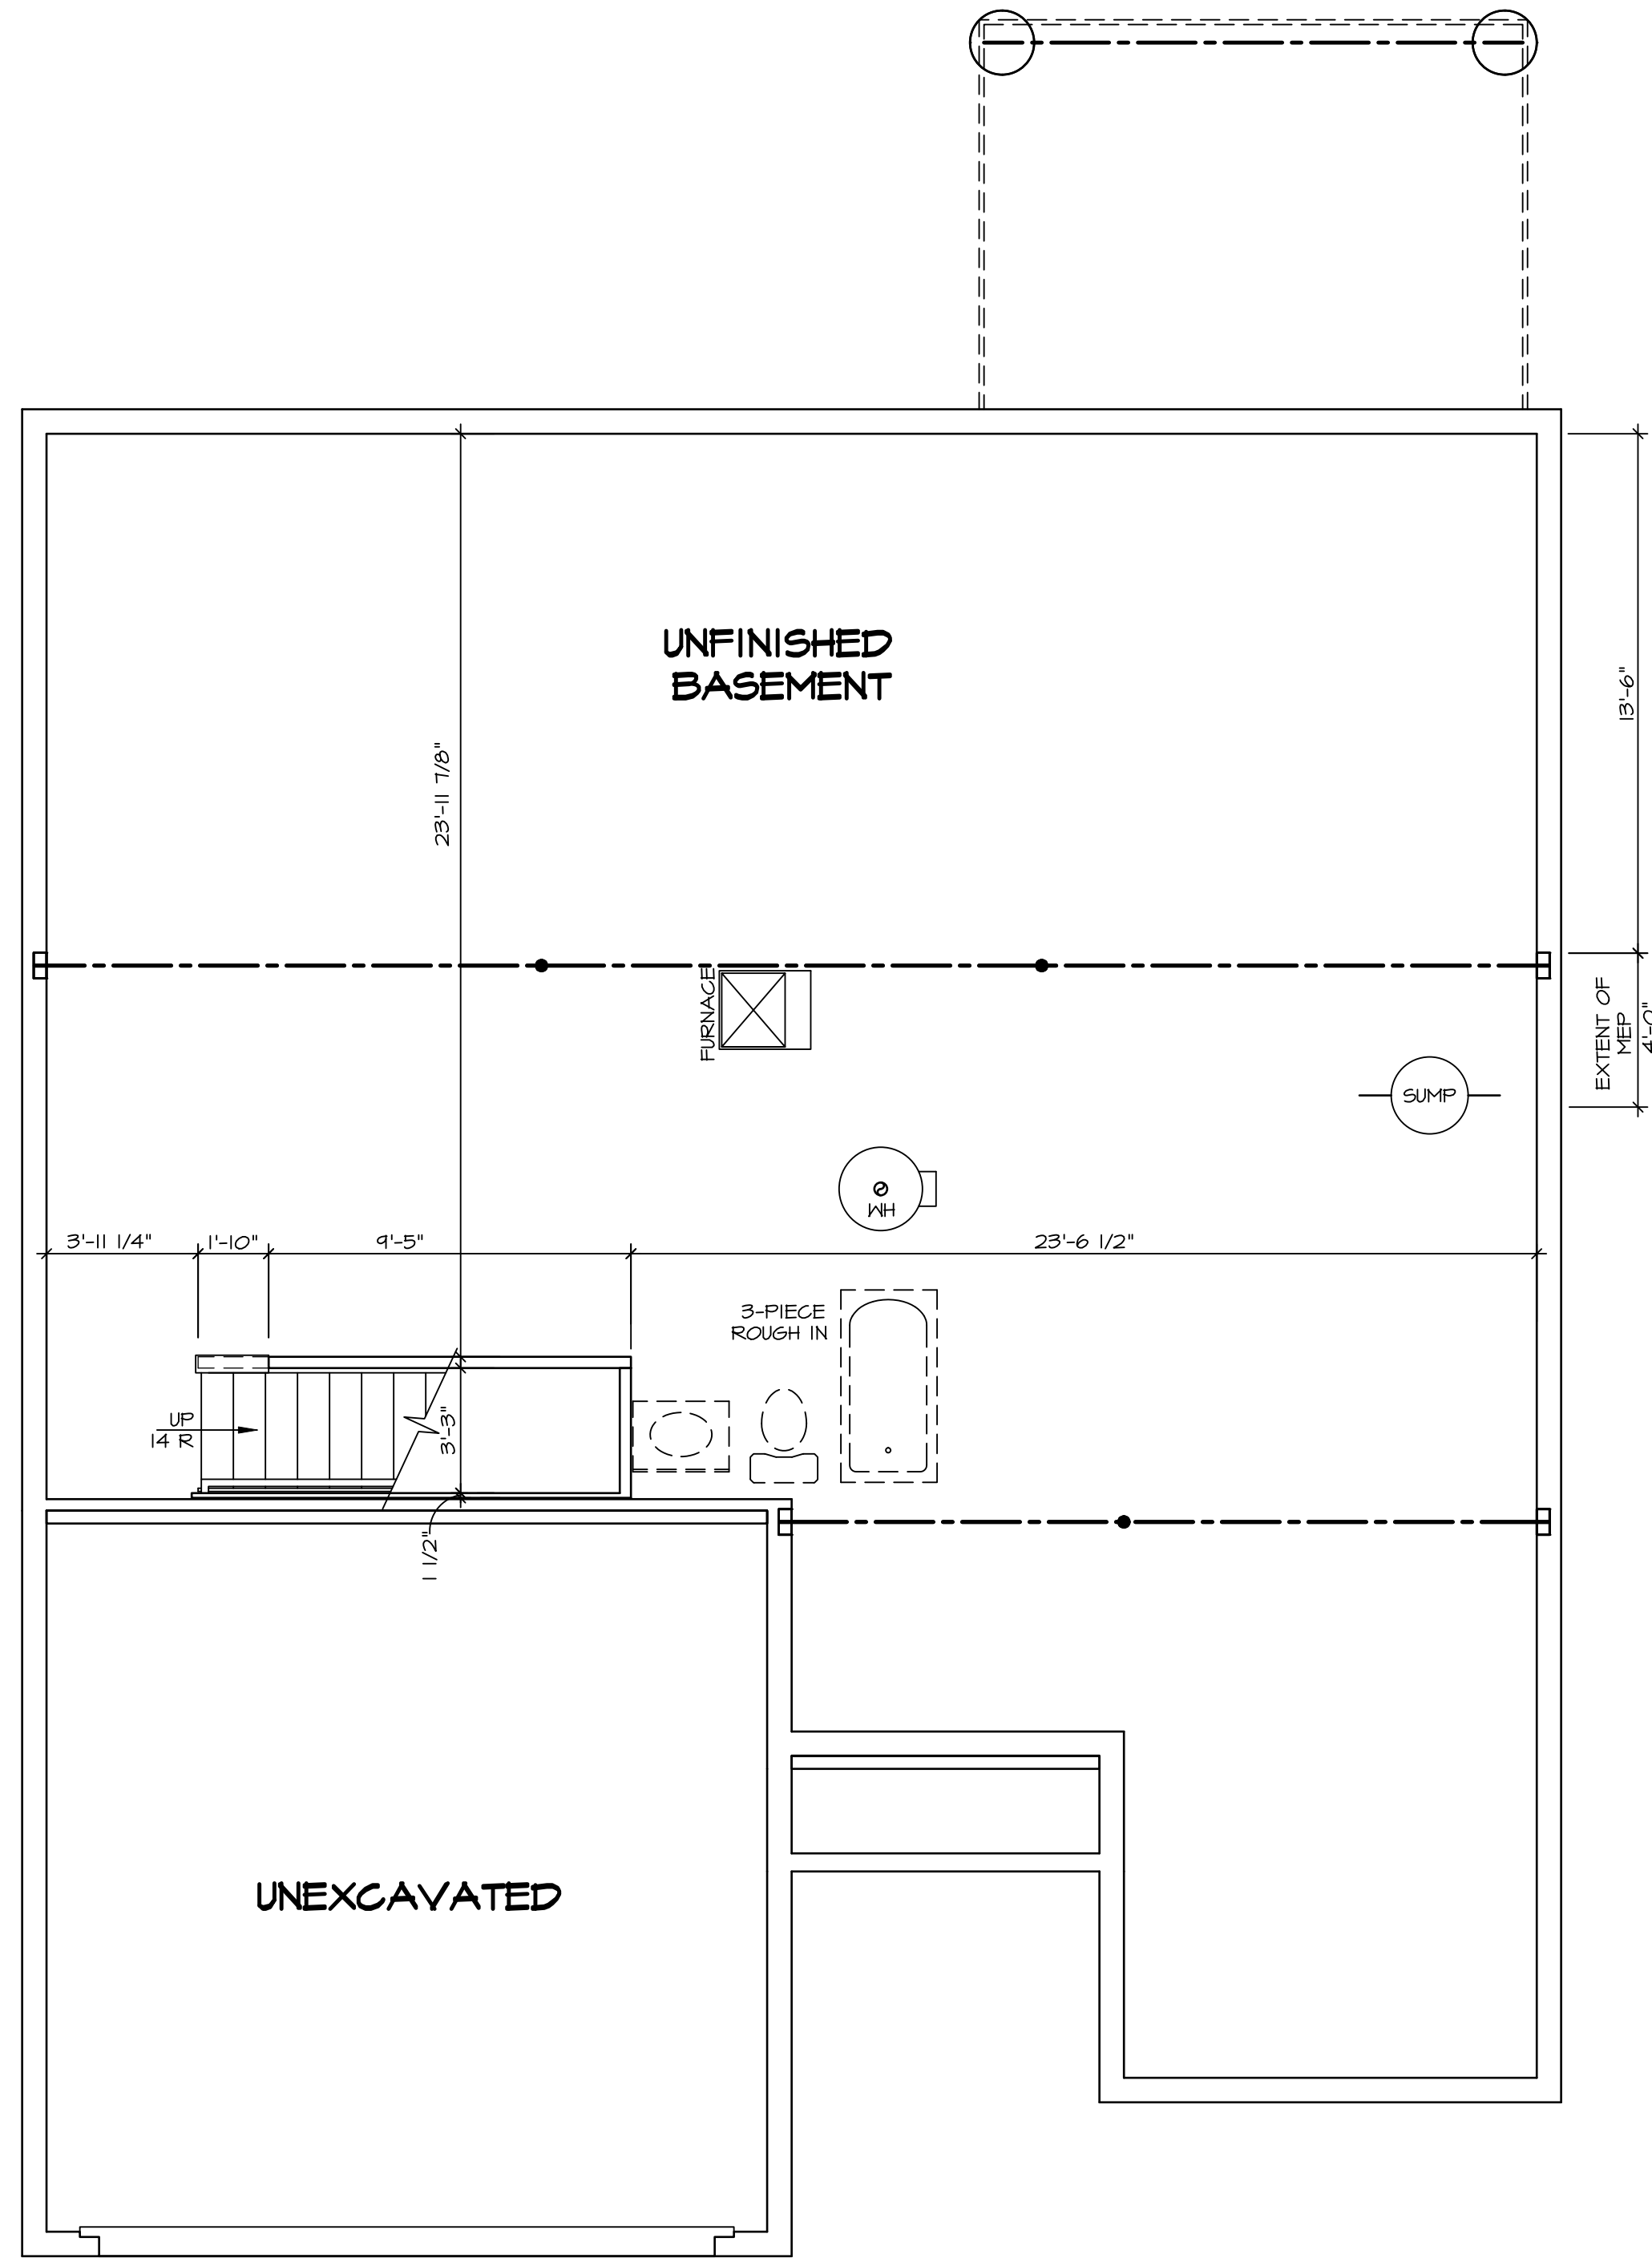 UNFINISHED
BASEMENT
13'-6"
23'-11 7/8"
FURNACE
EXTENT OF
MEP
4'-0"
SUMP
WH
3'-11 1/4"
1'-10"
9'-5"
23'-6 1/2"
3-PIECE
ROUGH IN
UP
14 R
3'-3"
1 1/2"
UNEXCAVATED